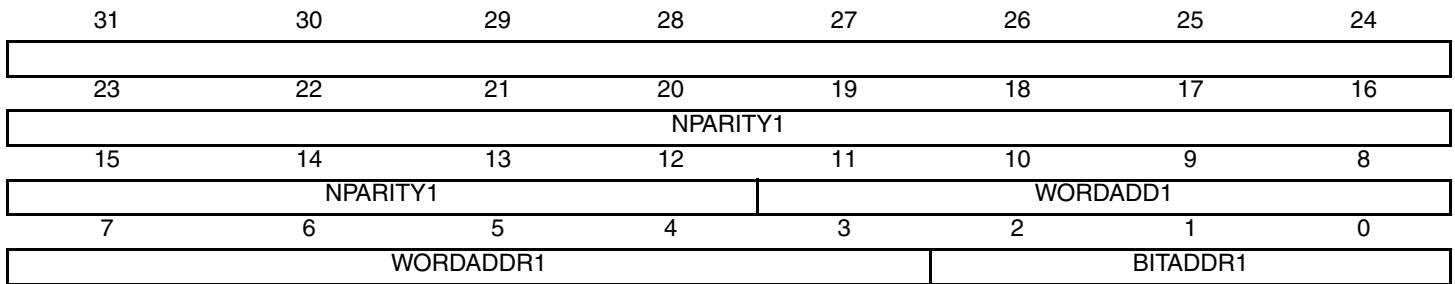 31 30 29 28 27 26 25 24
23 22 21 20 19 18 17 16
NPARITY1
15 14 13 12 11 10 9 8
NPARITY1 WORDADD1
7 6 5 4 3 2 1 0
WORDADDR1 BITADDR1